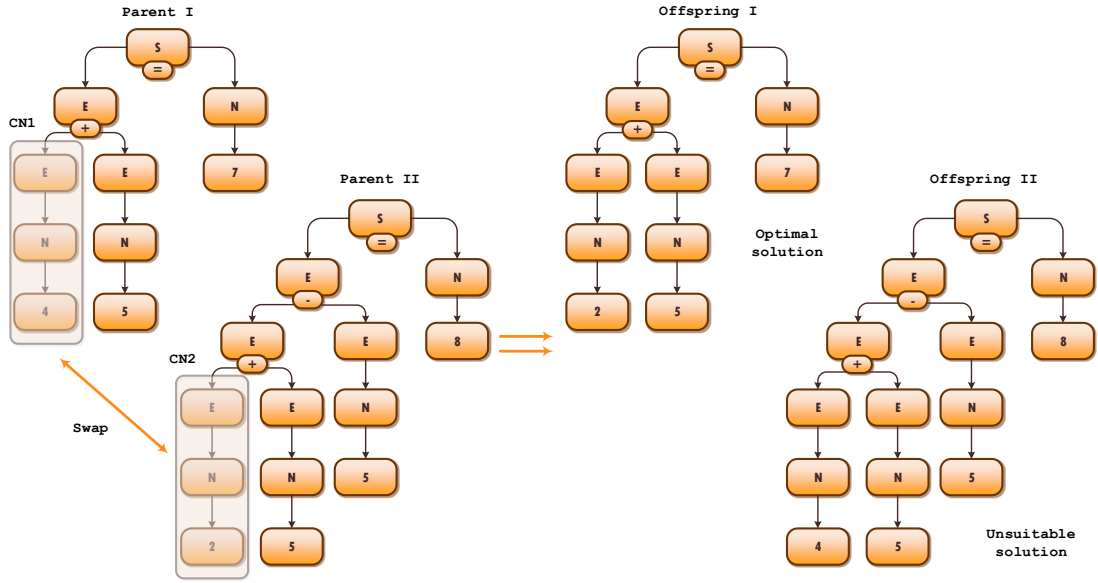 Parent I
S
=
E
N
+
CN1
E
E
7
N
N
4
5
Parent II
S
=
E
N
-
E
E
8
+
CN2
E
E
N
N
N
5
2
5
Swap
Offspring I
S
=
E
N
+
E
E
7
N
N
2
5
Optimal
solution
Offspring II
S
=
E
N
-
E
E
8
+
E
E
N
N
N
5
4
5
Unsuitable
solution